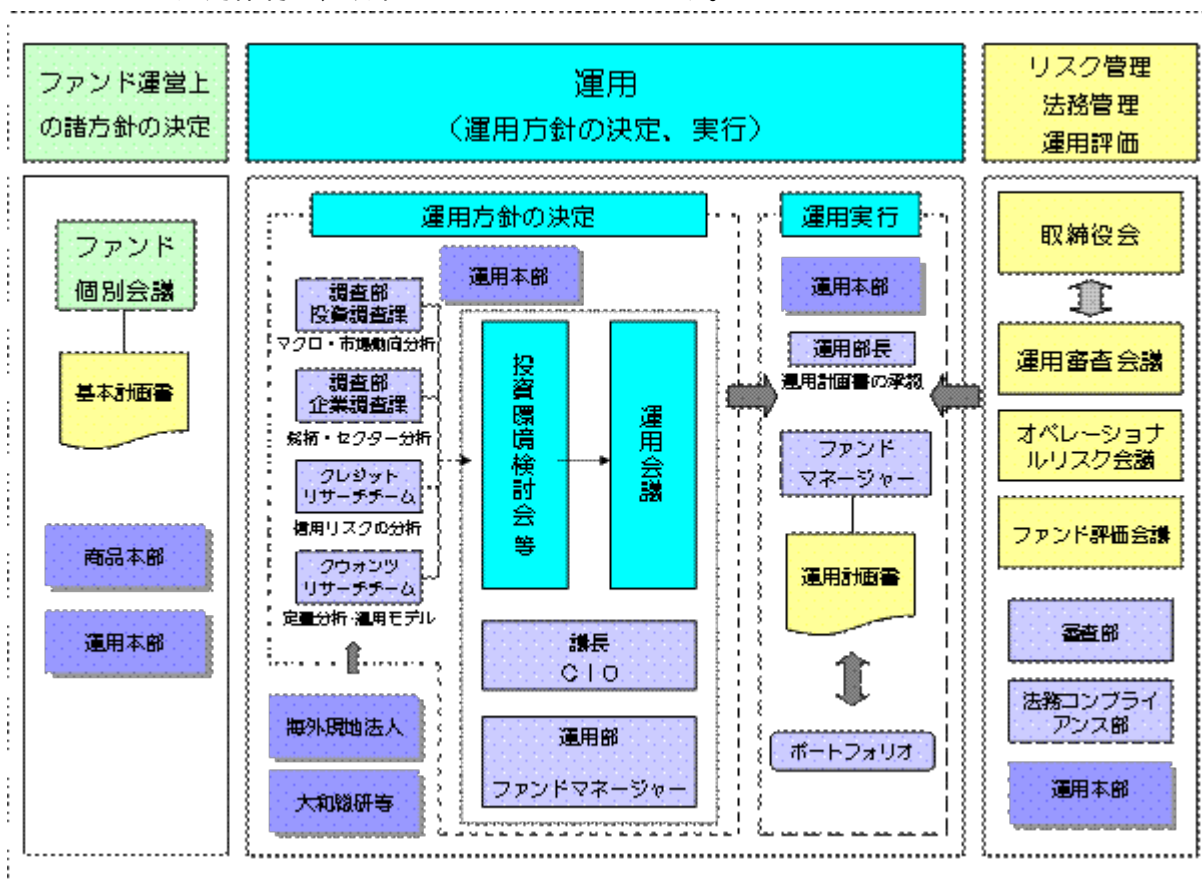 ファンド運営上
の諸方針の決定
運用
（運用方針の決定、実行）
リスク管理
法務管理
運用評価
ファンド
個別会議
基本計画書
商品本部
運用本部
運用方針の決定
運用本部
調査部
投資調査課
マクロ・市場動向分析
調査部
企業調査課
銘柄・セクター分析
クレジット
リサーチチーム
信用リスクの分析
クウォンツ
リサーチチーム
定量分析・運用モデル
海外現地法人
大和総研等
投資環境検討会等
運用会議
議長
ＣＩＯ
運用部
ファンドマネージャー
運用実行
運用本部
運用部長
運用計画書の承認
ファンド
マネージャー
運用計画書
ポートフォリオ
取締役会
運用審査会議
オペレーショナ
ルリスク会議
ファンド評価会議
審査部
法務コンプライ
アンス部
運用本部